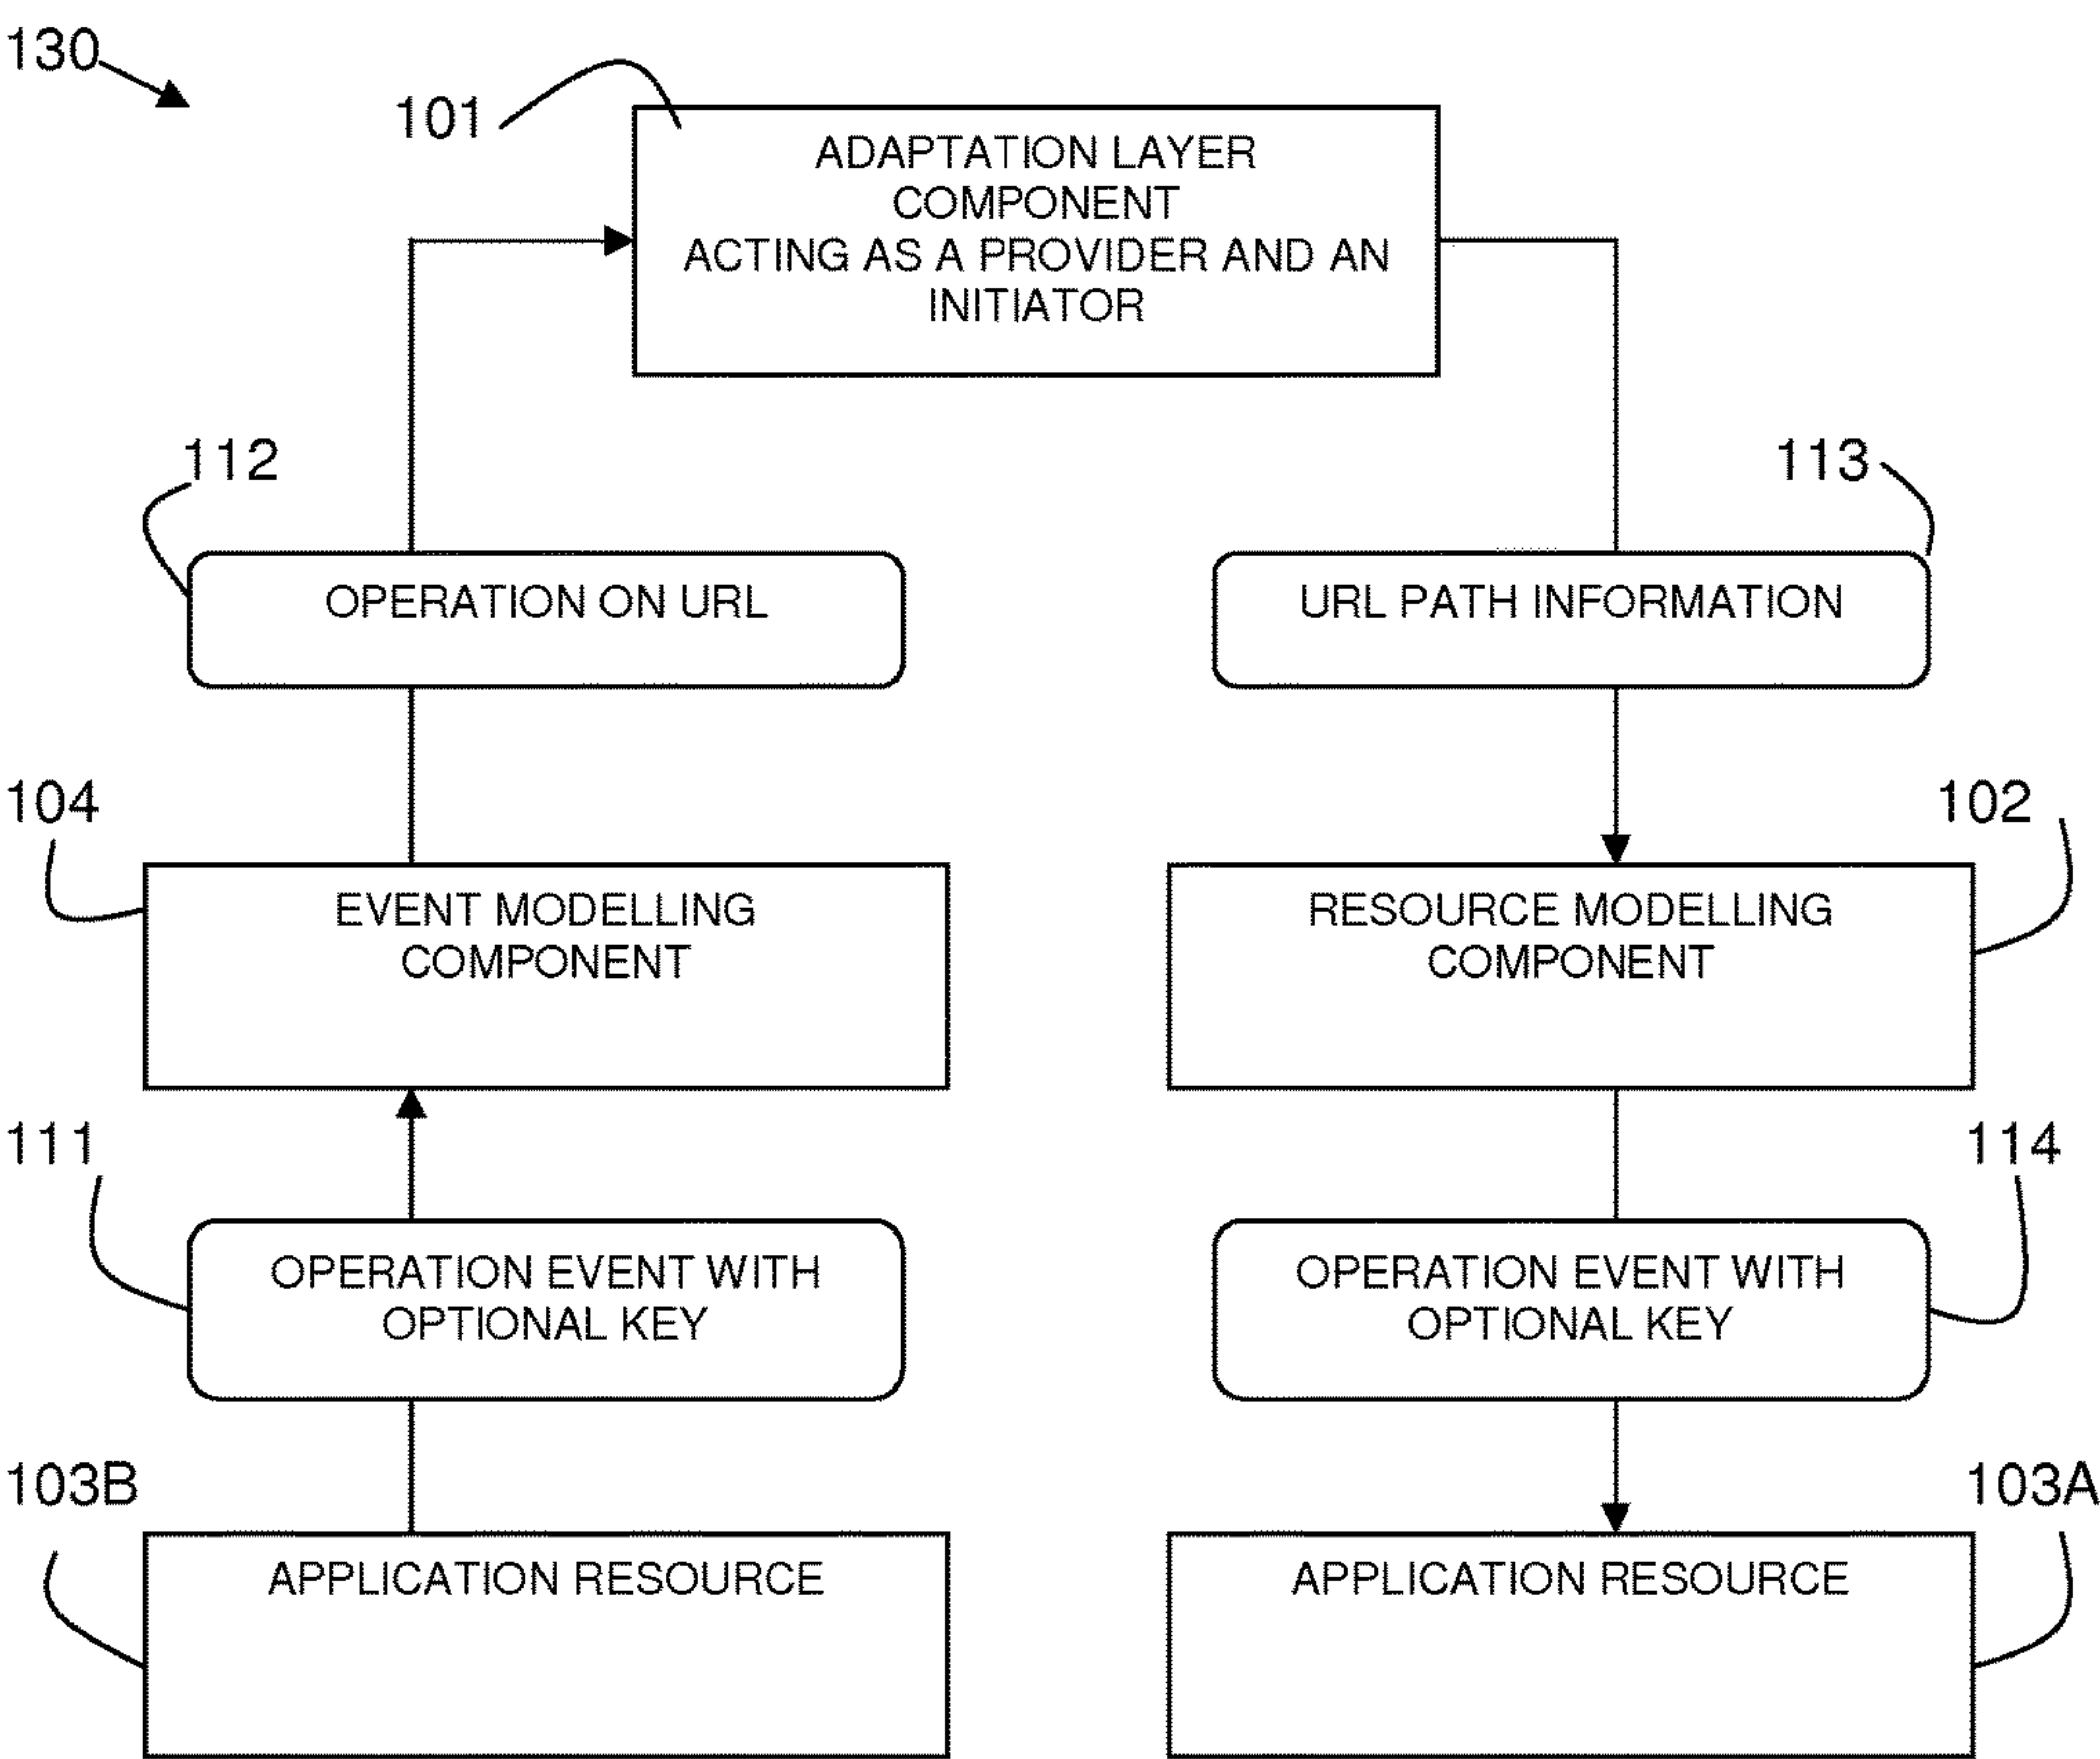 130
101
ADAPTATION LAYER
COMPONENT
ACTING AS A PROVIDER AND AN
INITIATOR
112
113
OPERATION ON URL
URL PATH INFORMATION
104
102
EVENT MODELLING
COMPONENT
RESOURCE MODELLING
COMPONENT
111
114
OPERATION EVENT WITH
OPTIONAL KEY
OPERATION EVENT WITH
OPTIONAL KEY
103B
103A
APPLICATION RESOURCE
APPLICATION RESOURCE